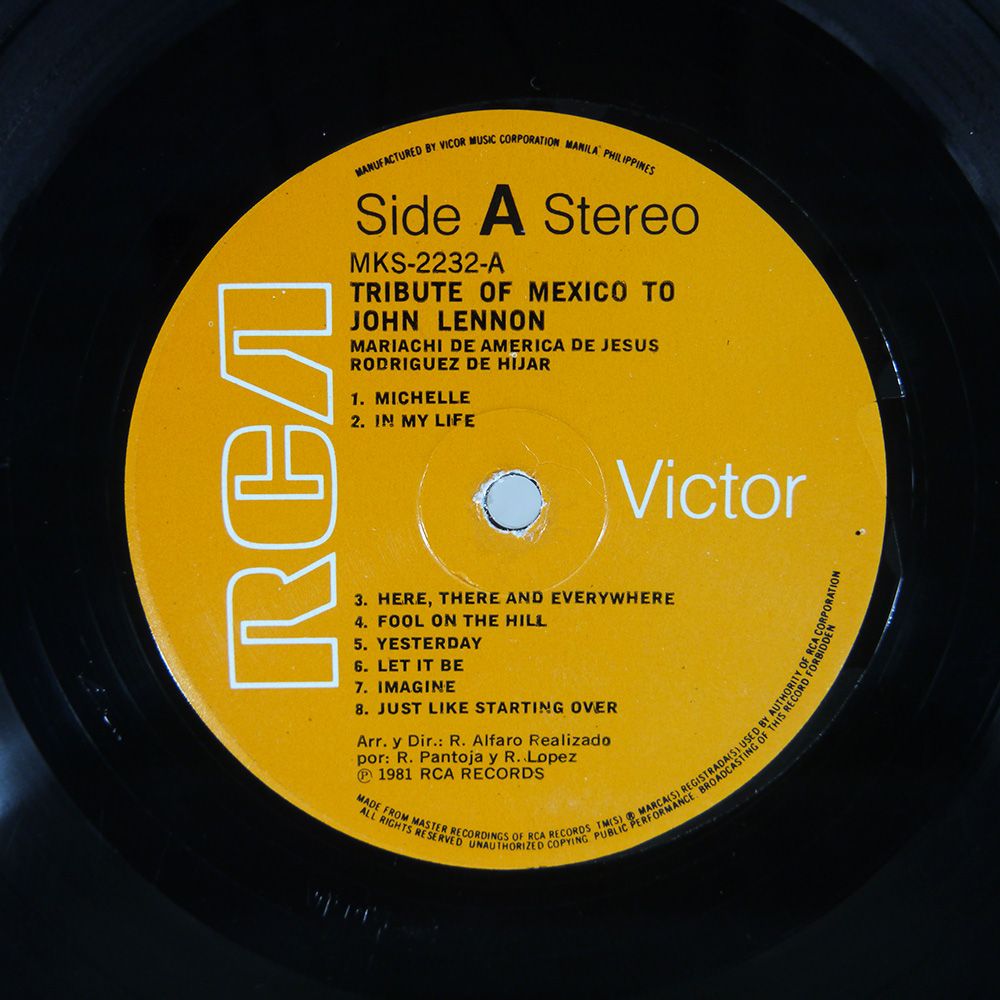 MANUFACTURED BY VICOR MUSIC CORPORATION MANILA PHILIPPINES
Side A Stereo
MKS-2232-A
TRIBUTE OF MEXICO TO
JOHN LENNON
MARIACHI DE AMERICA DE JESUS
RODRIGUEZ DE HIJAR
1. MICHELLE
2. IN MY LIFE
RCA
Victor
3. HERE, THERE AND EVERYWHERE
4. FOOL ON THE HILL
5. YESTERDAY
6. LET IT BE
7. IMAGINE
8. JUST LIKE STARTING OVER
Arr. y Dir.: R. Alfaro Realizado
por: R. Pantoja y R. Lopez
℗ 1981 RCA RECORDS
MADE FROM MASTER RECORDINGS OF RCA RECORDS TM(S) ® MARCA(S) REGISTRADA(S) USED BY AUTHORITY OF RCA CORPORATION
ALL RIGHTS RESERVED UNAUTHORIZED COPYING, PUBLIC PERFORMANCE, BROADCASTING OF THIS RECORD FORBIDDEN